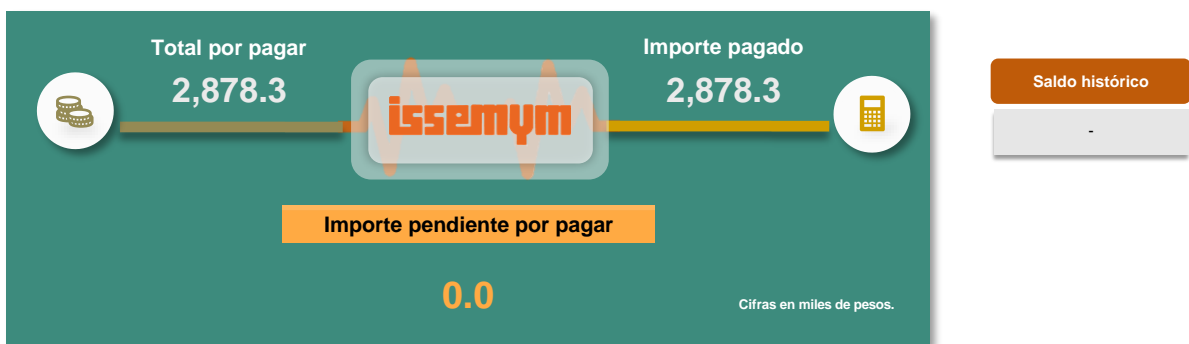 Total por pagar
2,878.3
issemym
Importe pagado
2,878.3
Importe pendiente por pagar
0.0
Cifras en miles de pesos.
Saldo histórico
-